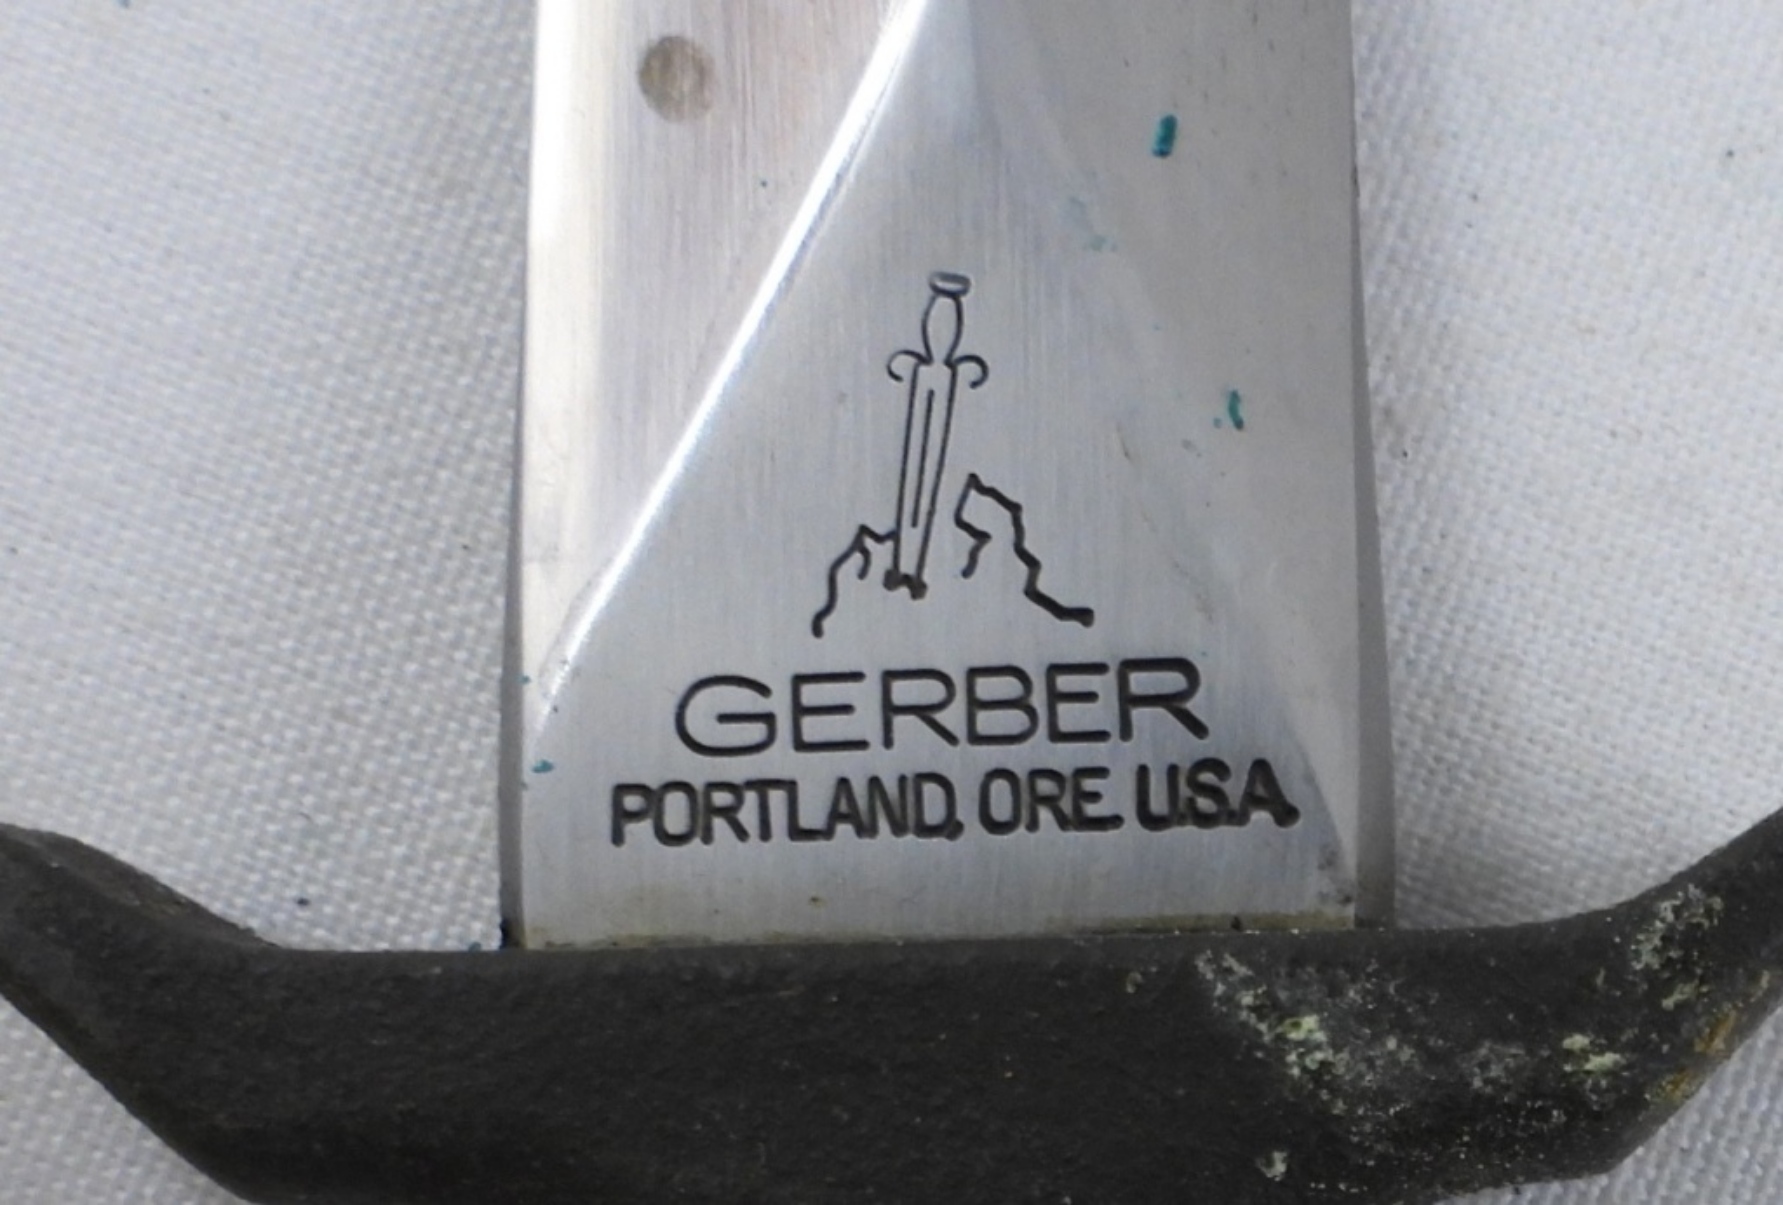 GERBER
PORTLAND, ORE. U.S.A.